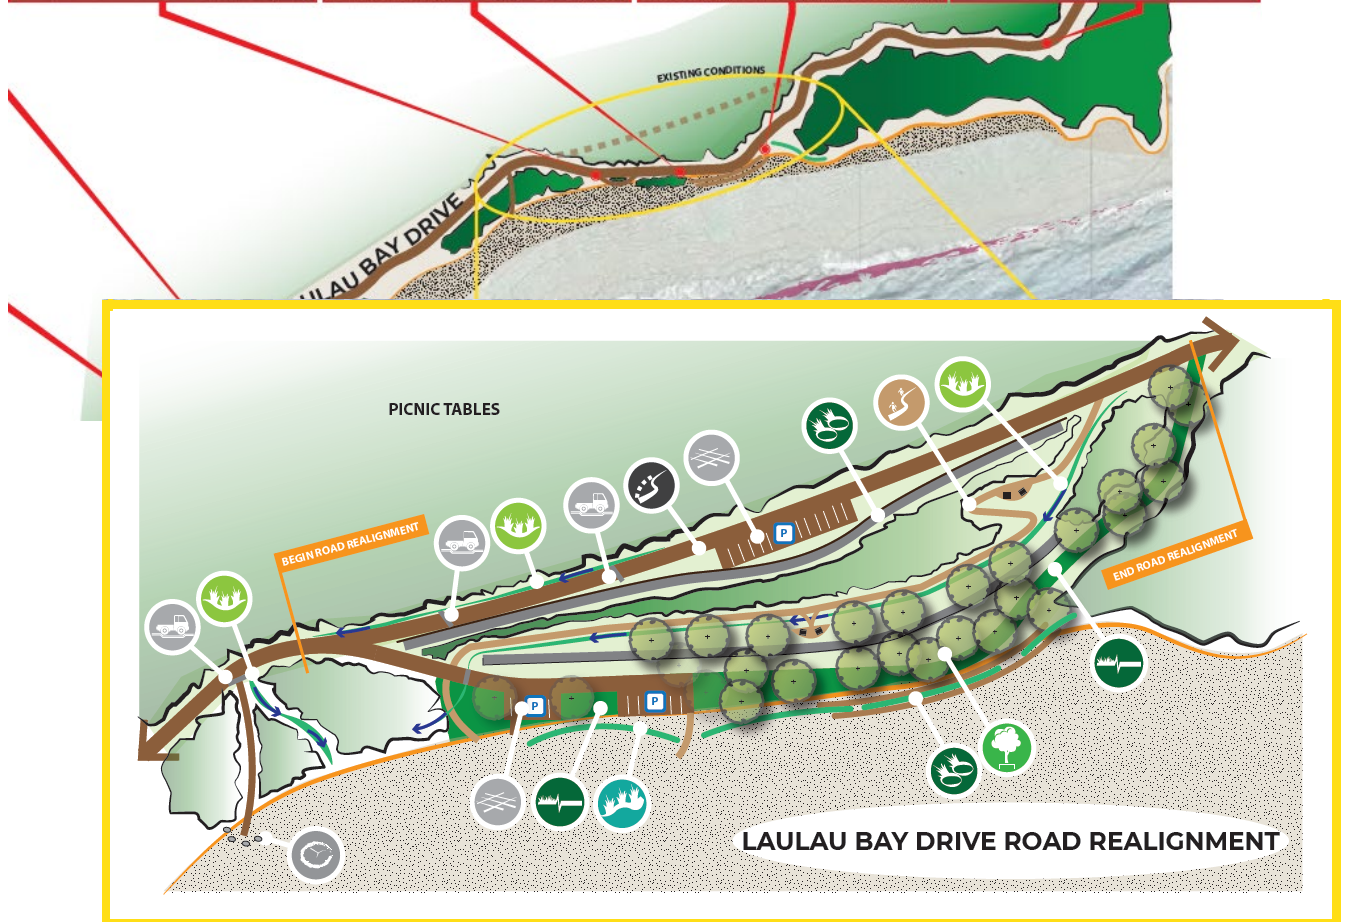 EXISTING CONDITIONS
LAULAU BAY DRIVE
PICNIC TABLES
BEGIN ROAD REALIGNMENT
P
END ROAD REALIGNMENT
P
P
LAULAU BAY DRIVE ROAD REALIGNMENT